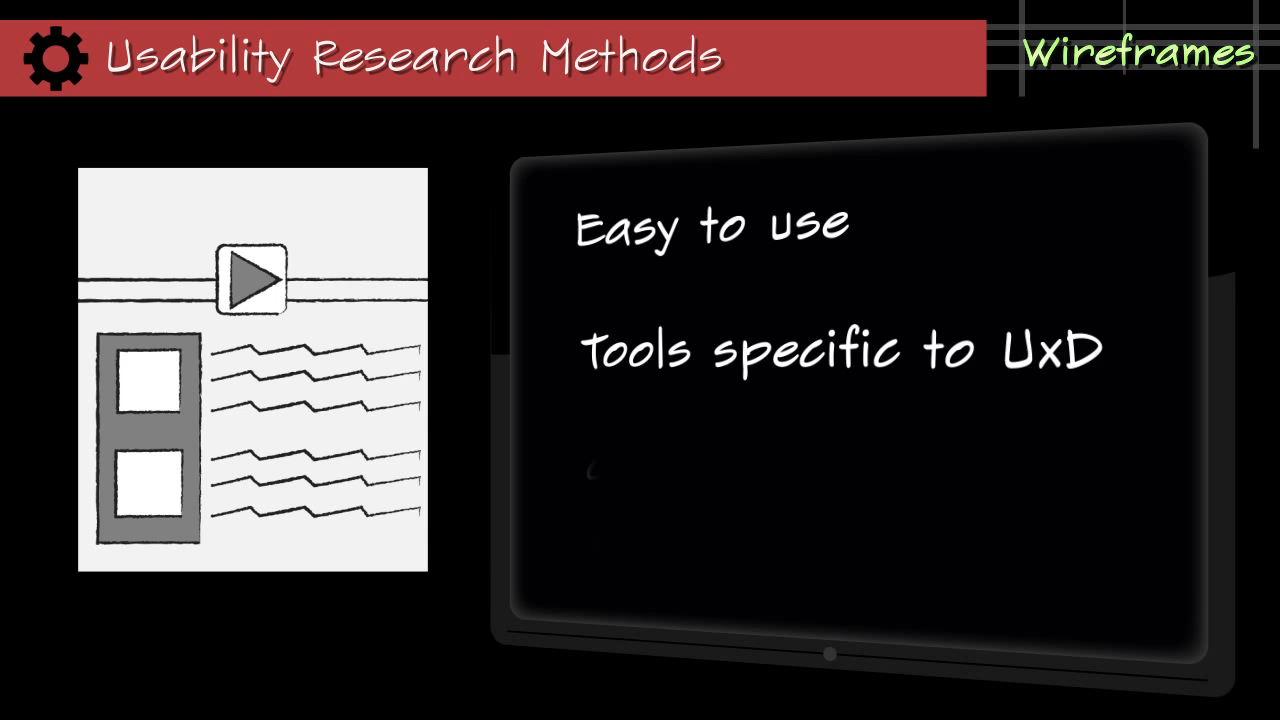 Usability Research Methods
Wireframes
Easy to use
Tools specific to UxD